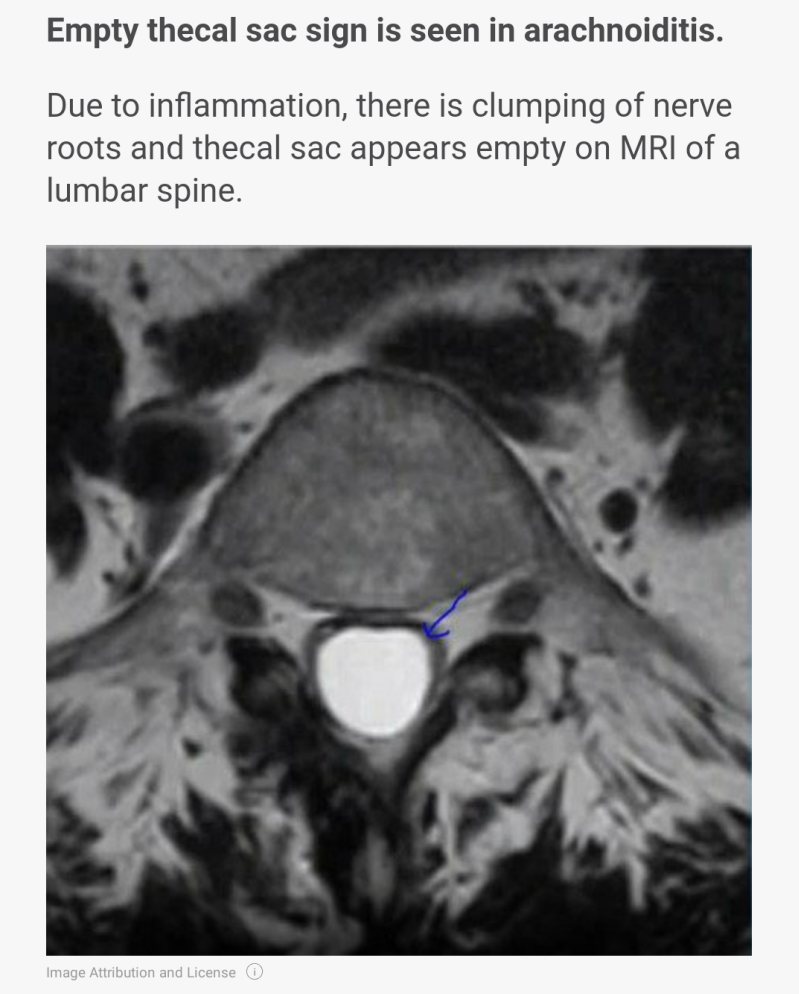 Empty thecal sac sign is seen in arachnoiditis.
Due to inflammation, there is clumping of nerve
roots and thecal sac appears empty on MRI of a
lumbar spine.
Image Attribution and License